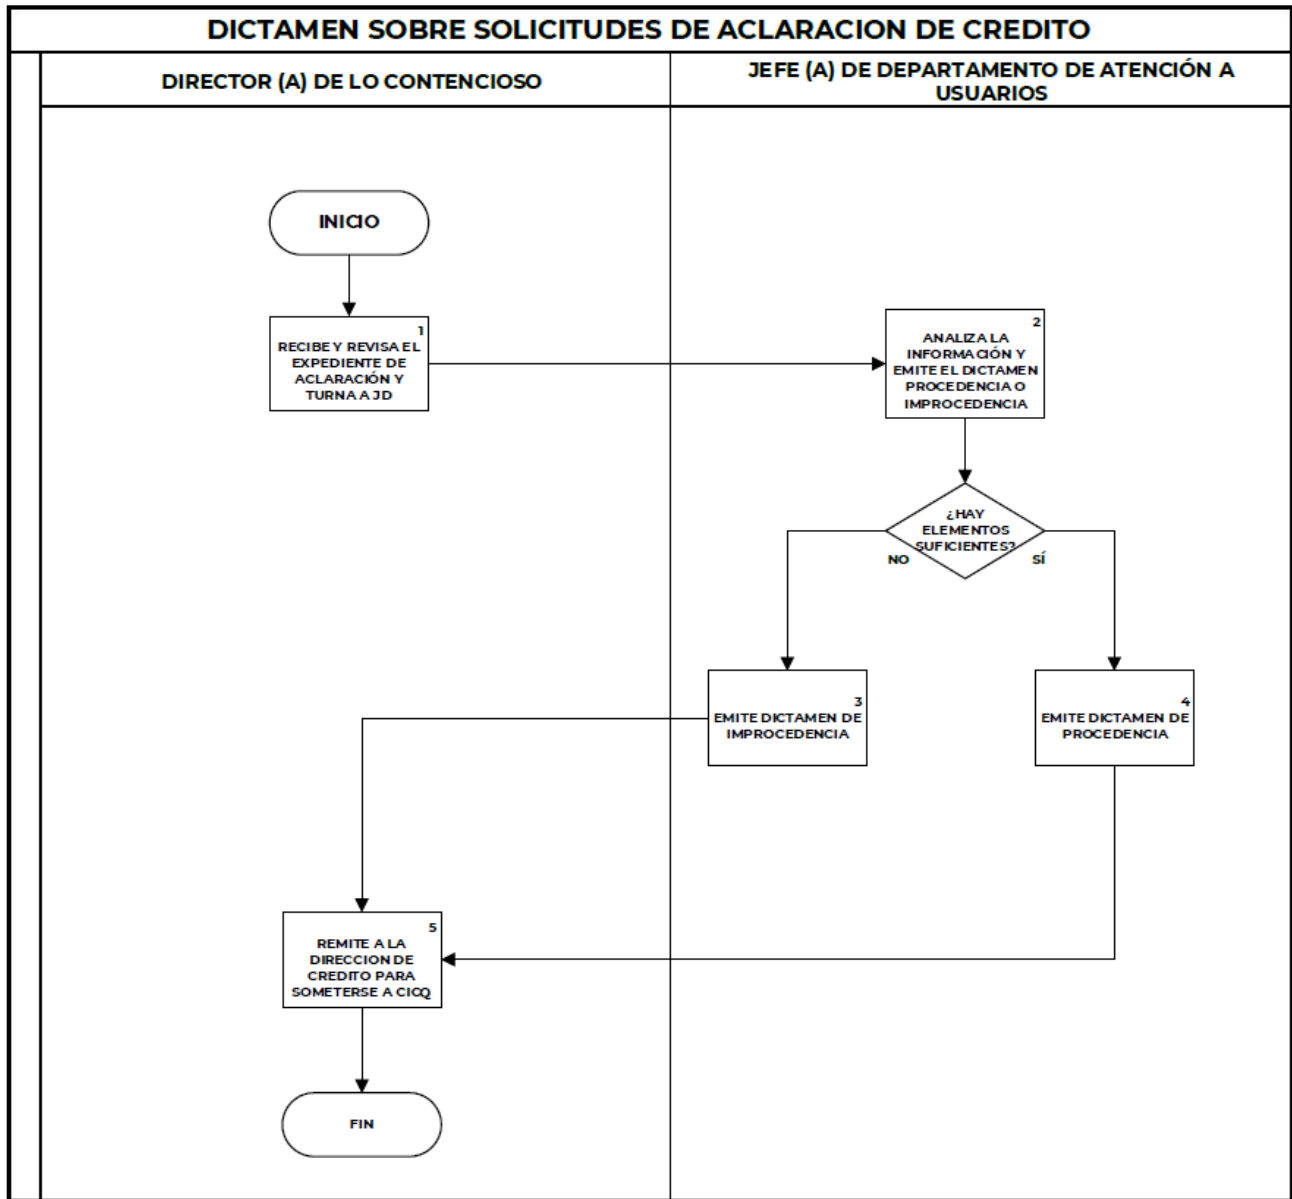 DICTAMEN SOBRE SOLICITUDES DE ACLARACION DE CREDITO
DIRECTOR (A) DE LO CONTENCIOSO
JEFE (A) DE DEPARTAMENTO DE ATENCIÓN A
USUARIOS
INICIO
1
RECIBE Y REVISA EL
EXPEDIENTE DE
ACLARACIÓN Y
TURNA A JD
2
ANALIZA LA
INFORMACIÓN Y
EMITE EL DICTAMEN
PROCEDENCIA O
IMPROCEDENCIA
¿HAY
ELEMENTOS
SUFICIENTES?
NO
SÍ
3
EMITE DICTAMEN DE
IMPROCEDENCIA
4
EMITE DICTAMEN DE
PROCEDENCIA
5
REMITE A LA
DIRECCION DE
CREDITO PARA
SOMETERSE A CICQ
FIN